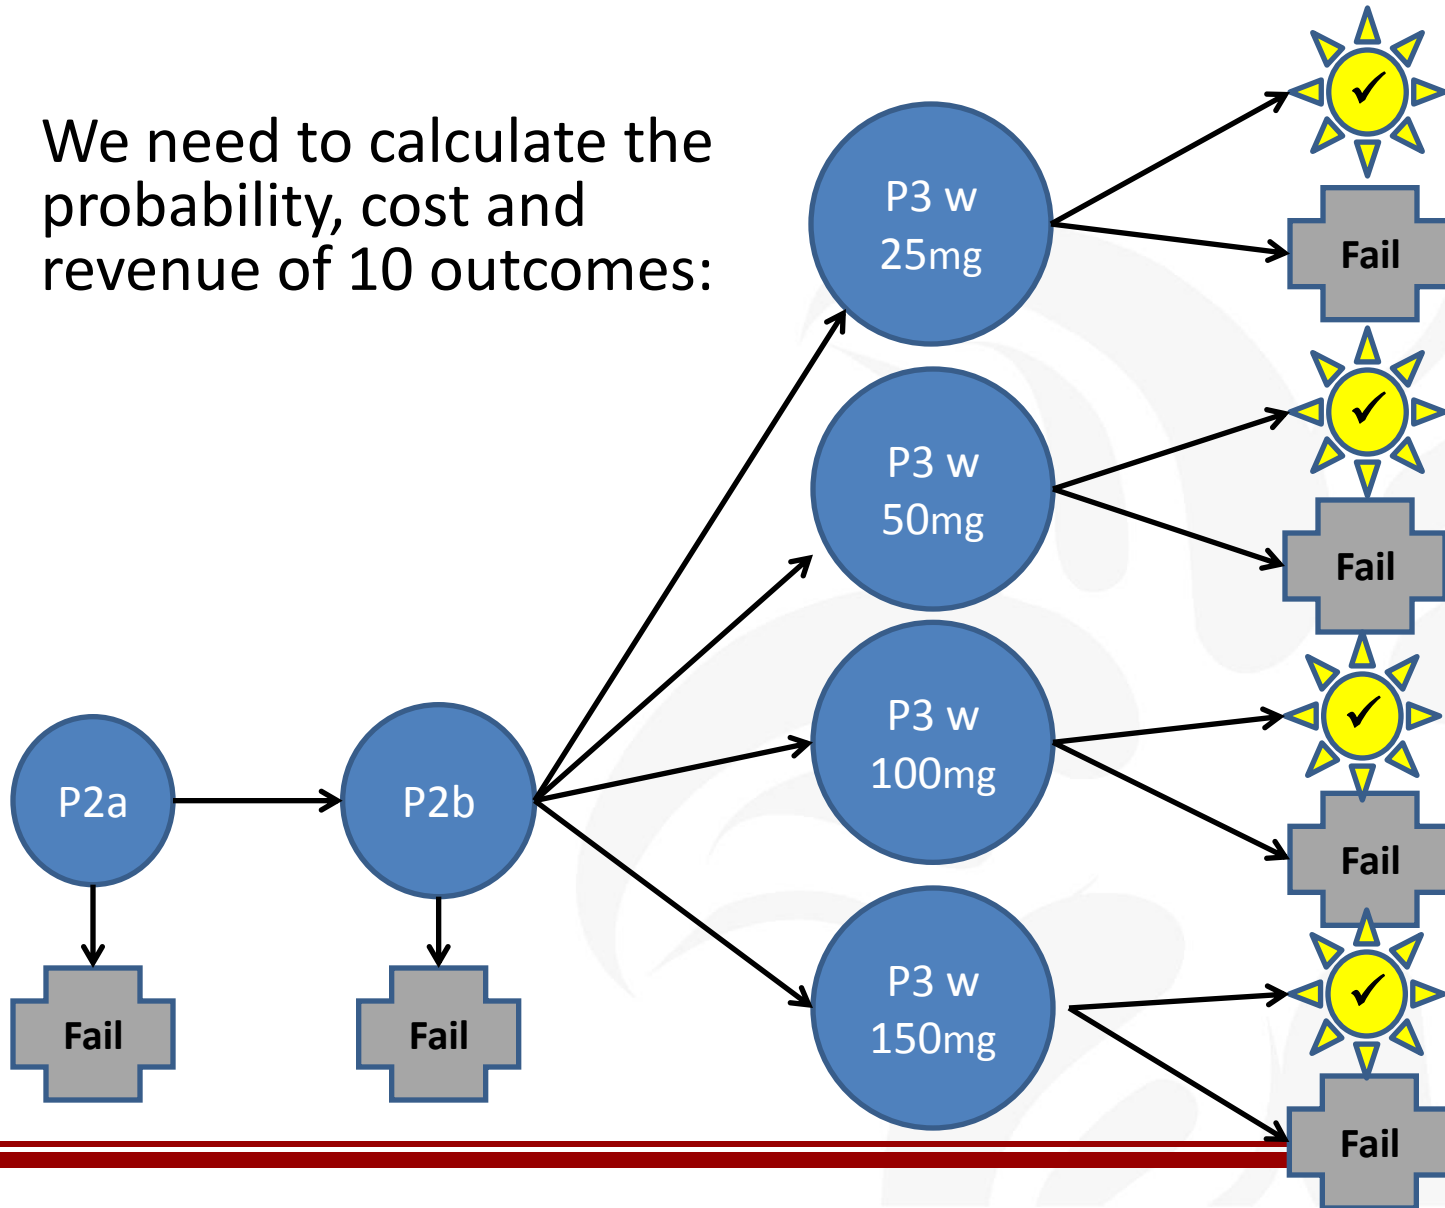 We need to calculate the
probability, cost and
revenue of 10 outcomes:
P3 w
25mg
Fail
P3 w
50mg
Fail
P3 w
100mg
Fail
P2a
P2b
P3 w
150mg
Fail
Fail
Fail